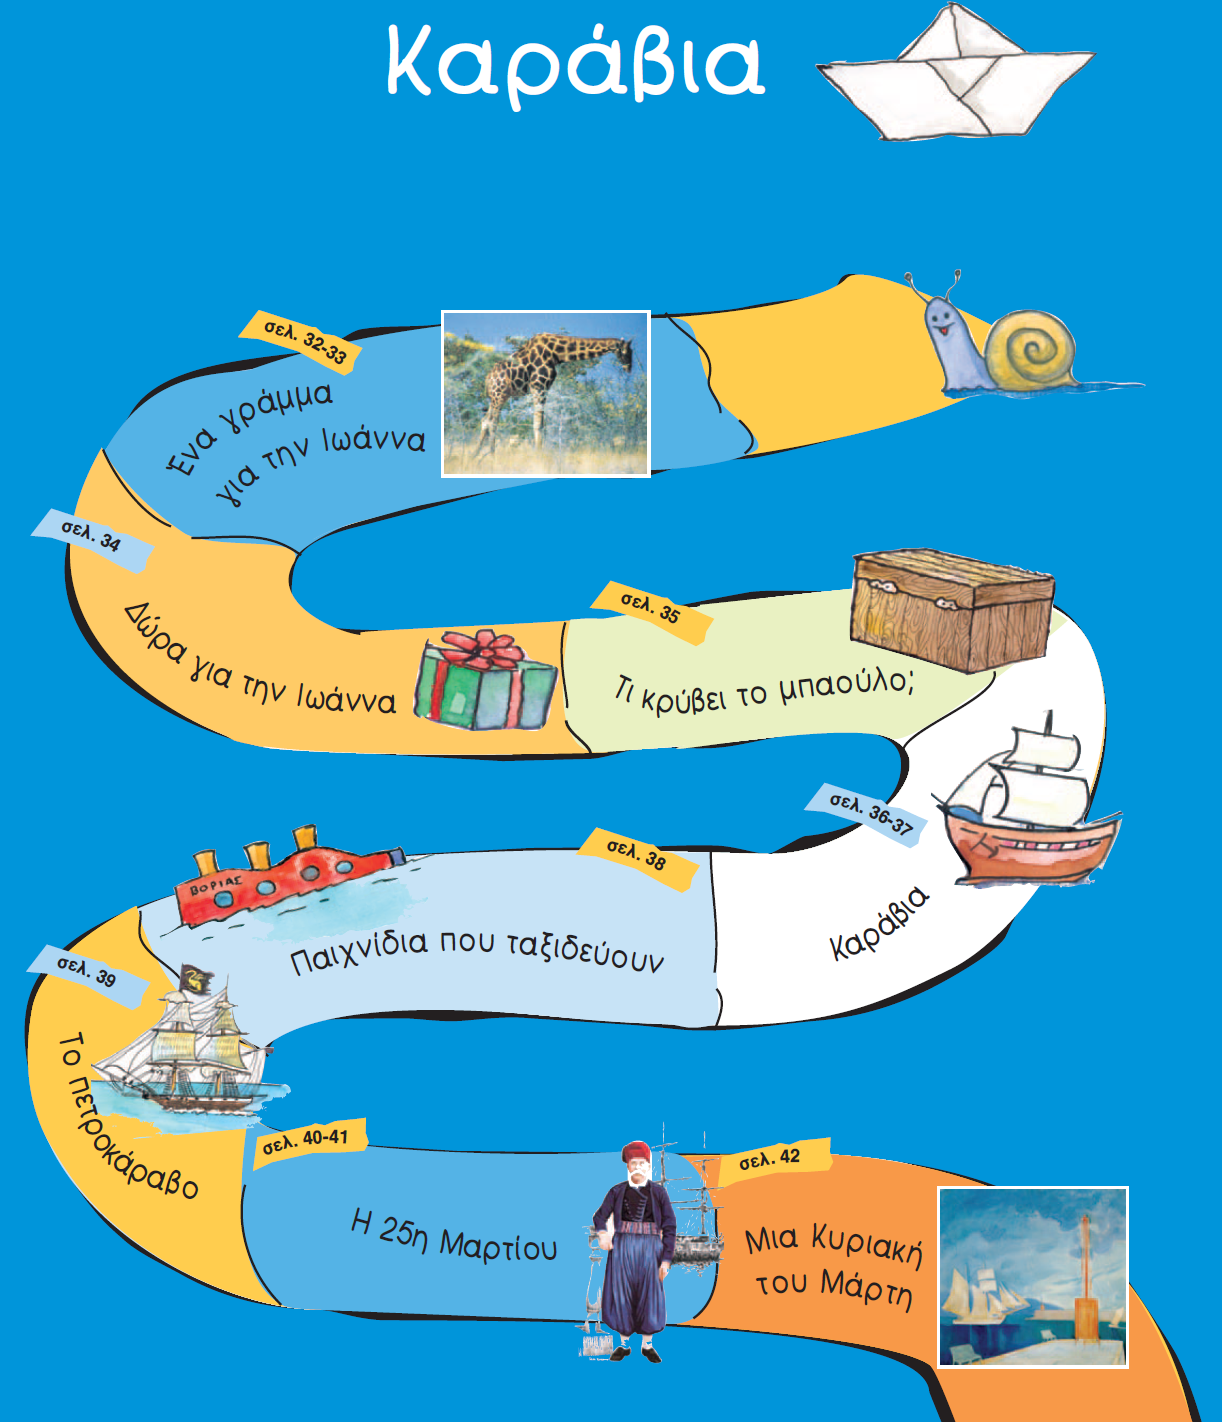 Καράβια
σελ. 32-33
Ένα γράμμα
για την Ιωάννα
σελ. 34
Δώρα για την Ιωάννα
σελ. 35
Τι κρύβει το μπαούλο;
σελ. 36-37
Καράβια
σελ. 38
ΒΟΡΙΑΣ
Παιχνίδια που ταξιδεύουν
σελ. 39
Το πετροκάραβο
σελ. 40-41
Η 25η Μαρτίου
σελ. 42
Μια Κυριακή
του Μάρτη